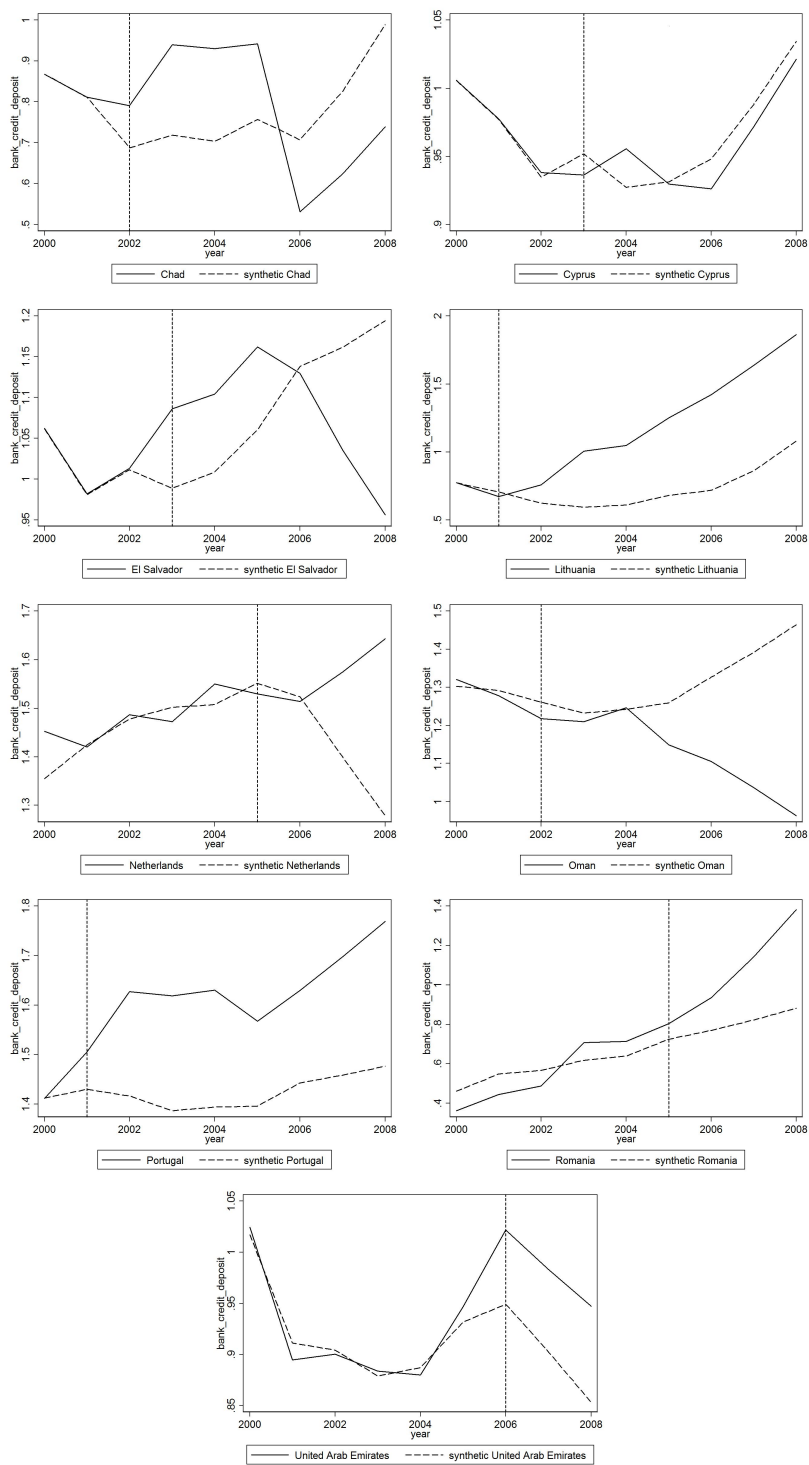 1
.9
.8
.7
.6
.5
bank_credit_deposit
2000 2002 2004 2006 2008
year
Chad synthetic Chad
1.05
1
.95
.9
bank_credit_deposit
2000 2002 2004 2006 2008
year
Cyprus synthetic Cyprus
1.2
1.15
1.1
1.05
1
.95
bank_credit_deposit
2000 2002 2004 2006 2008
year
El Salvador synthetic El Salvador
2
1.5
1
.5
bank_credit_deposit
2000 2002 2004 2006 2008
year
Lithuania synthetic Lithuania
1.7
1.6
1.5
1.4
1.3
bank_credit_deposit
2000 2002 2004 2006 2008
year
Netherlands synthetic Netherlands
1.5
1.4
1.3
1.2
1.1
1
bank_credit_deposit
2000 2002 2004 2006 2008
year
Oman synthetic Oman
1.8
1.7
1.6
1.5
1.4
bank_credit_deposit
2000 2002 2004 2006 2008
year
Portugal synthetic Portugal
1.4
1.2
1
.8
.6
.4
bank_credit_deposit
2000 2002 2004 2006 2008
year
Romania synthetic Romania
1.05
1
.95
.9
.85
bank_credit_deposit
2000 2002 2004 2006 2008
year
United Arab Emirates synthetic United Arab Emirates